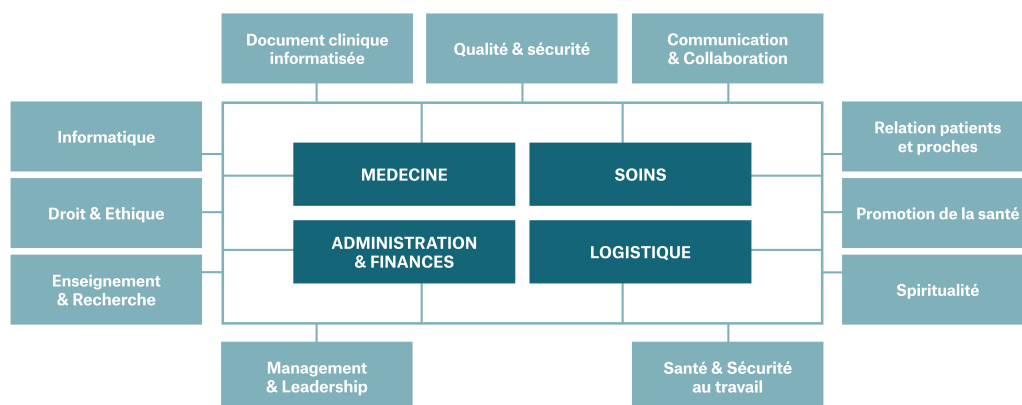 Document clinique
informatisée
Qualité & sécurité
Communication
& Collaboration
Informatique
Relation patients
et proches
MEDECINE
SOINS
Droit & Ethique
Promotion de la santé
ADMINISTRATION
& FINANCES
LOGISTIQUE
Enseignement
& Recherche
Spiritualité
Management
& Leadership
Santé & Sécurité
au travail